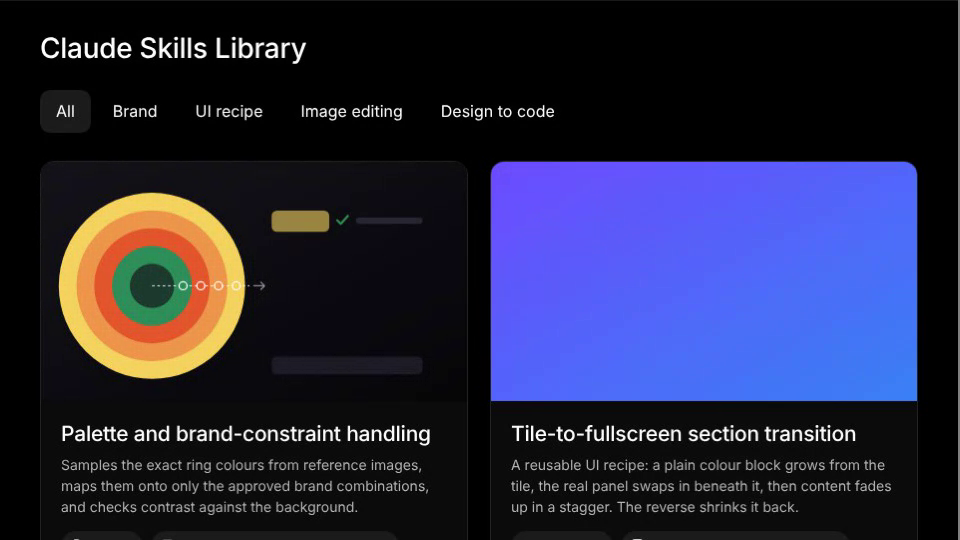 Claude Skills Library
All
Brand
UI recipe
Image editing
Design to code
Palette and brand-constraint handling
Samples the exact ring colours from reference images,
maps them onto only the approved brand combinations,
and checks contrast against the background.
Tile-to-fullscreen section transition
A reusable UI recipe: a plain colour block grows from the
tile, the real panel swaps in beneath it, then content fades
up in a stagger. The reverse shrinks it back.